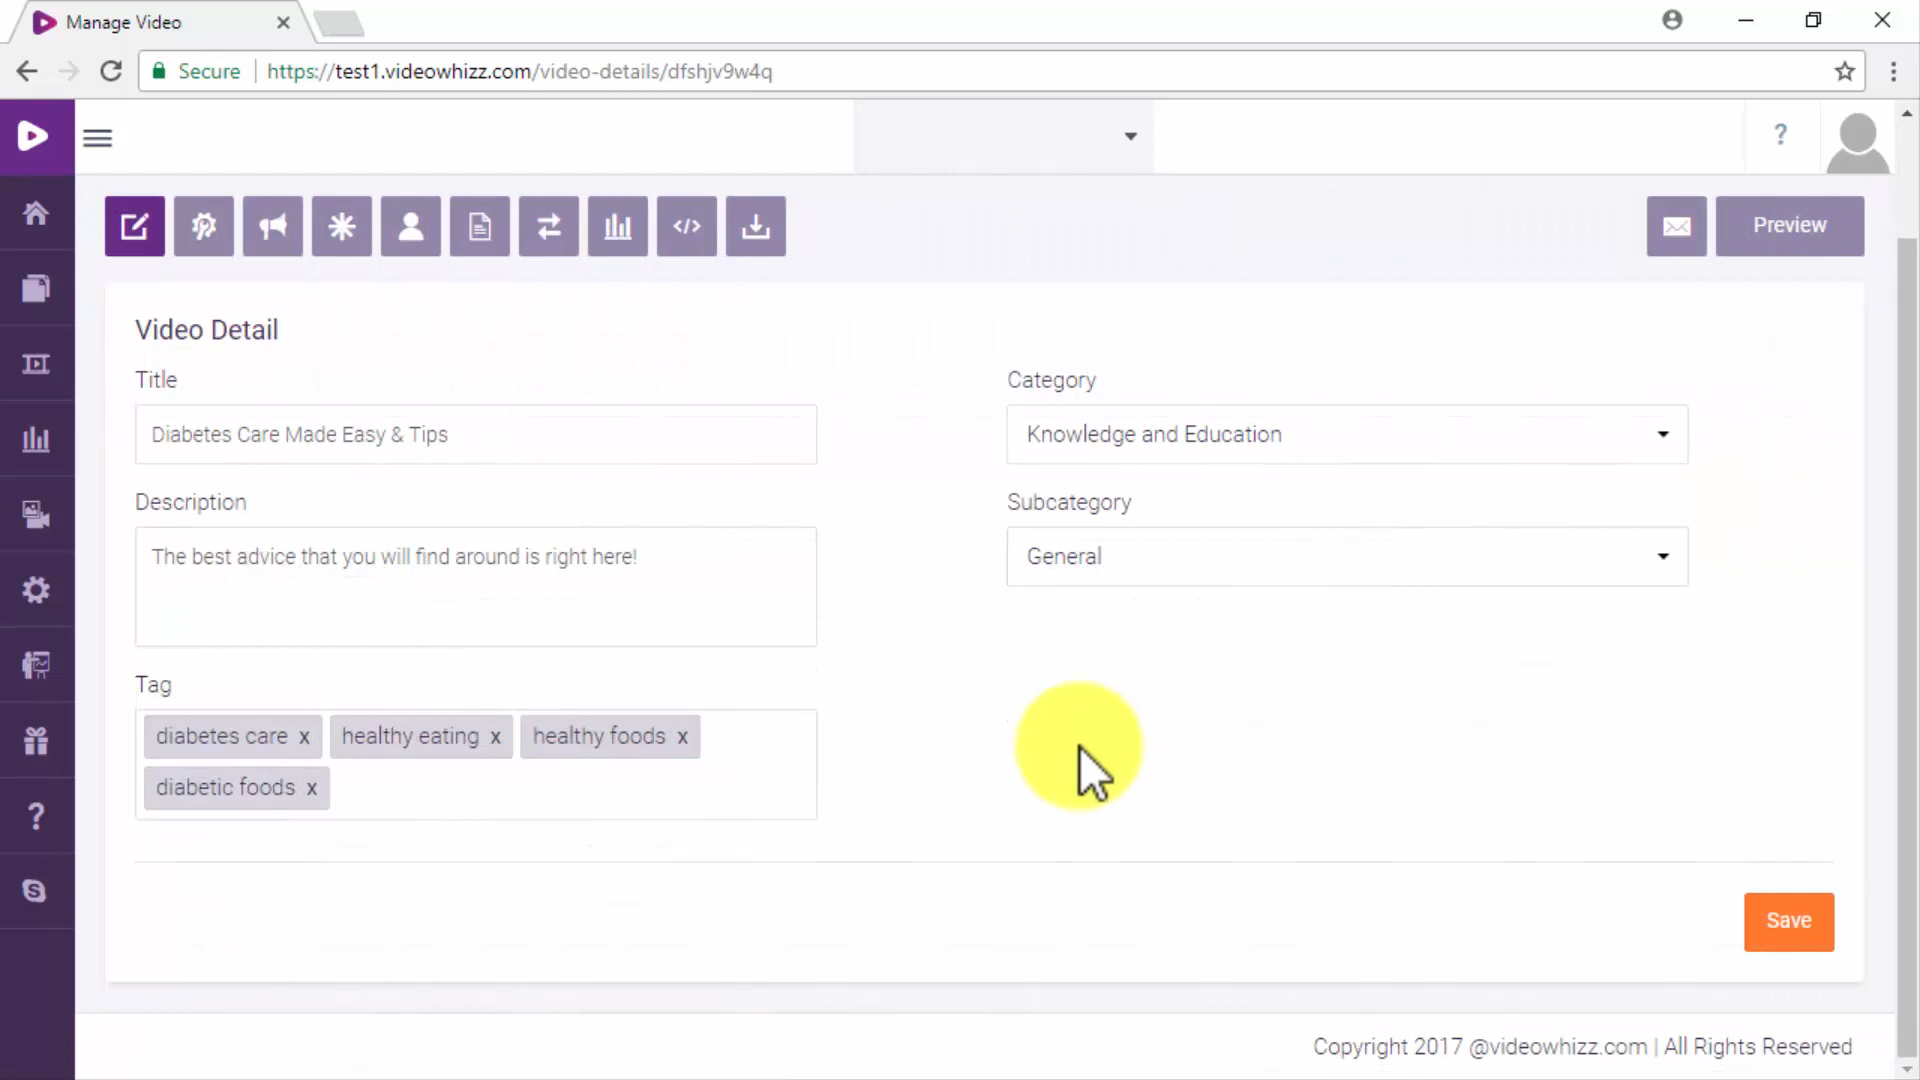 Manage Video
Secure https://test1.videowhizz.com/video-details/dfshjv9w4q
?
</>
Preview
Video Detail
Title
Category
Diabetes Care Made Easy & Tips
Knowledge and Education
Description
Subcategory
The best advice that you will find around is right here!
General
Tag
diabetes care x healthy eating x healthy foods x
diabetic foods x
?
S
Save
Copyright 2017 @videowhizz.com | All Rights Reserved